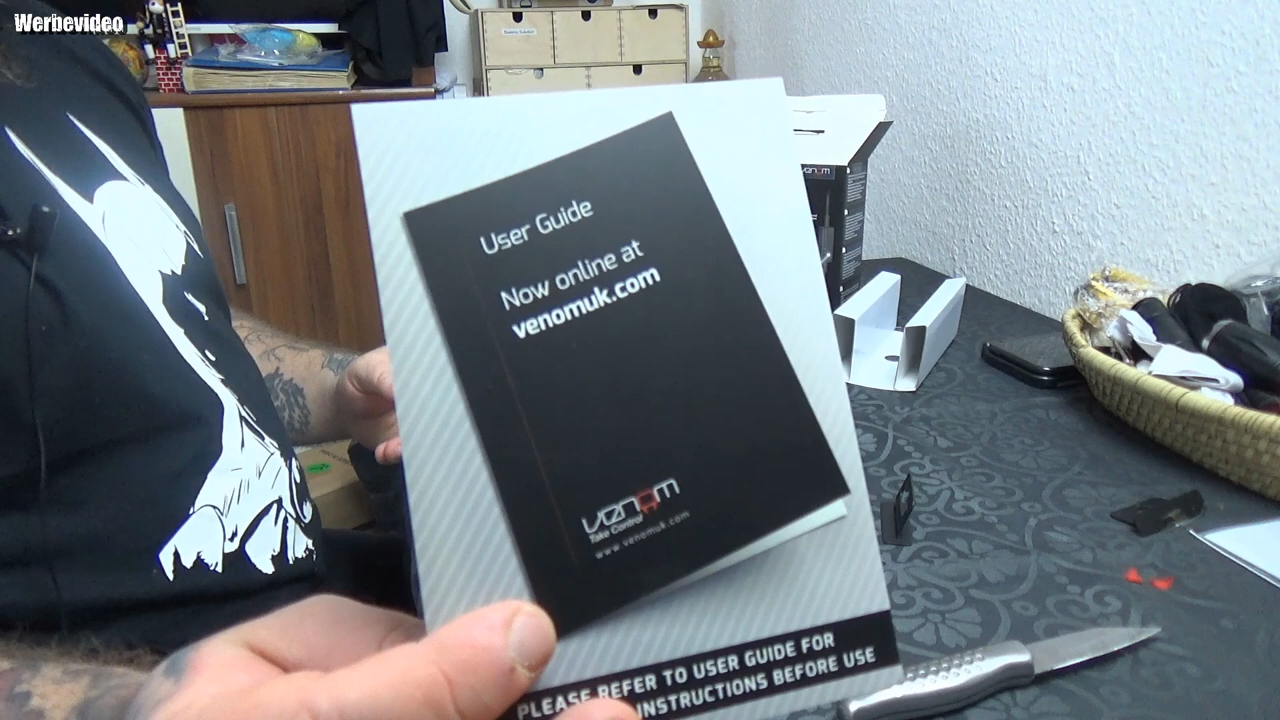 Werbevideo
User Guide
Now online at
venomuk.com
venom
Take Control
www.venomuk.com
PLEASE REFER TO USER GUIDE FOR
INSTRUCTIONS BEFORE USE
venom